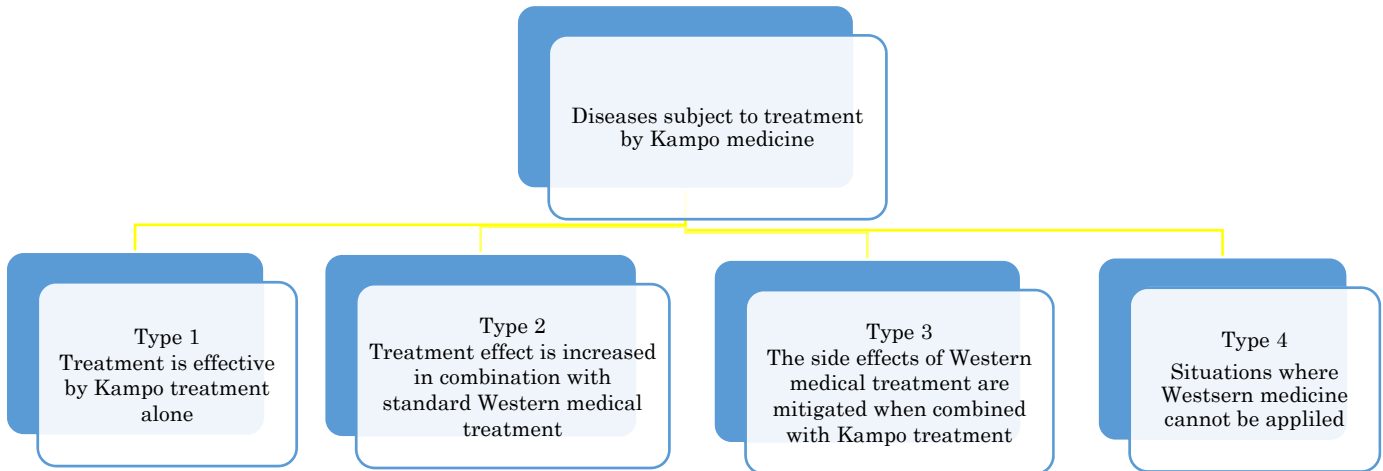 Diseases subject to treatment
by Kampo medicine
Type 1
Treatment is effective
by Kampo treatment
alone
Type 2
Treatment effect is increased
in combination with
standard Western medical
treatment
Type 3
The side effects of Western
medical treatment are
mitigated when combined
with Kampo treatment
Type 4
Situations where
Westsern medicine
cannot be appliled